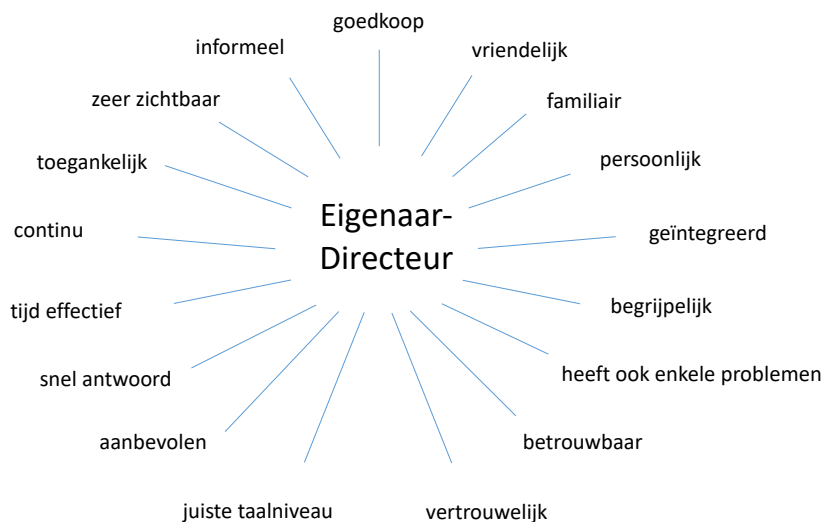 goedkoop
informeel
vriendelijk
zeer zichtbaar
familiair
toegankelijk
persoonlijk
Eigenaar-
Directeur
continu
geïntegreerd
tijd effectief
begrijpelijk
snel antwoord
heeft ook enkele problemen
aanbevolen
betrouwbaar
juiste taalniveau
vertrouwelijk